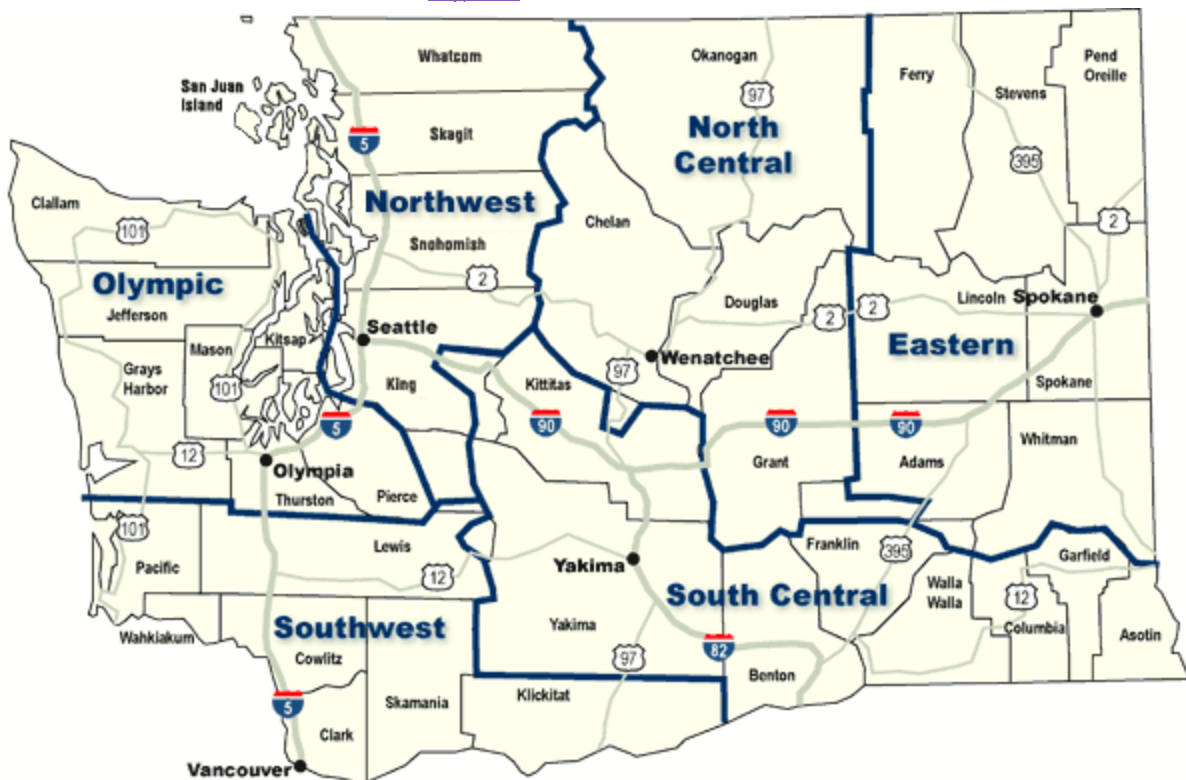 Whatcom
Okanogan
Ferry
Pend
Oreille
San Juan
Island
Stevens
97
5
Skagit
North
Central
395
Clallam
101
Northwest
Chelan
2
Snohomish
2
Olympic
Jefferson
Douglas
2
2
Lincoln
Spokane
Seattle
Kitsap
Mason
Eastern
Wenatchee
Grays
Harbor
101
King
Kittitas
97
Spokane
5
90
90
90
12
Olympia
Thurston
Pierce
Grant
Adams
Whitman
101
Pacific
Lewis
12
Yakima
Franklin
395
Garfield
South Central
Walla
Walla
12
Columbia
Wahkiakum
Southwest
Yakima
Asotin
Cowlitz
97
82
Benton
Skamania
Klickitat
5
Clark
Vancouver